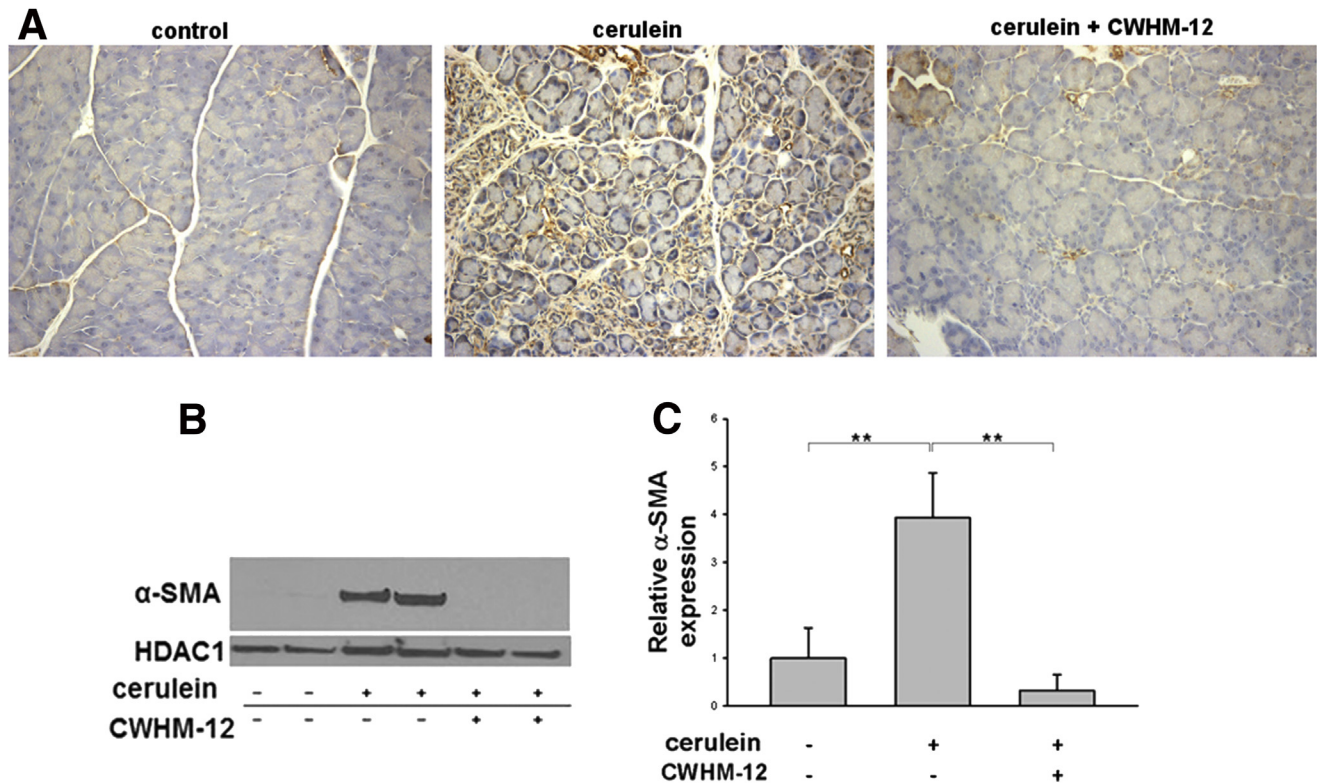 A
control
cerulein
cerulein + CWHM-12
B
α-SMA
HDAC1
cerulein - - + + + +
CWHM-12 - - - - + +
C
Relative α-SMA
expression
6
5
4
3
2
1
0
** **
cerulein - + +
CWHM-12 - - +